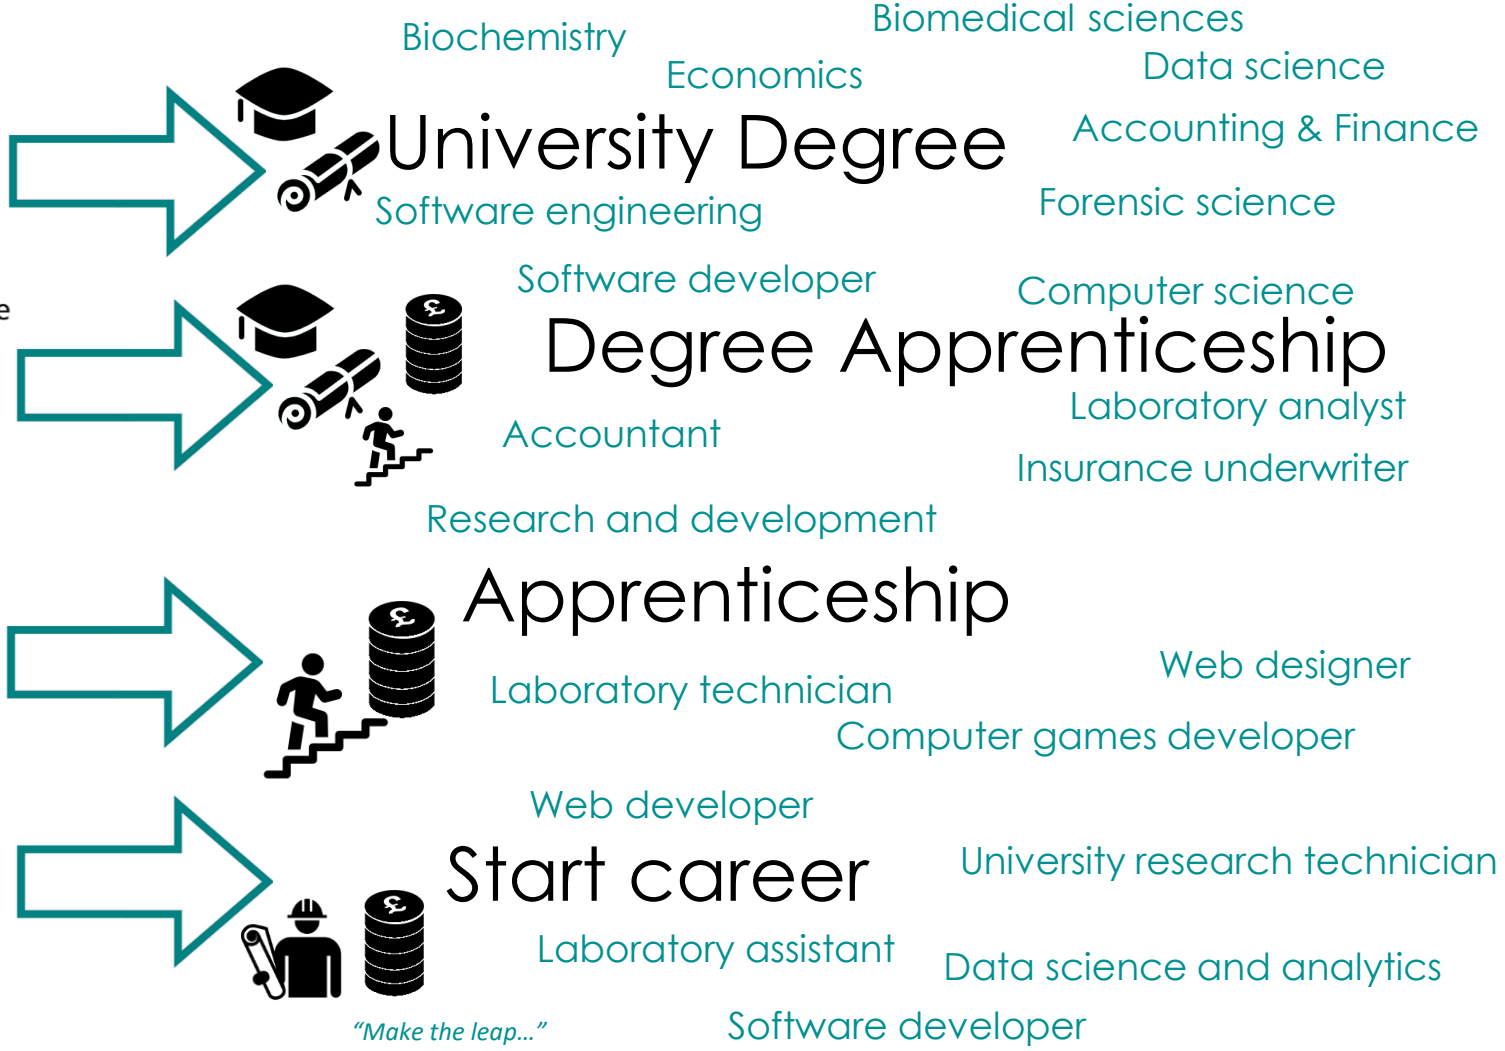 Biomedical sciences
Biochemistry
Economics
Data science
University Degree
Accounting & Finance
Software engineering
Forensic science
Software developer
Computer science
e
£
Degree Apprenticeship
Laboratory analyst
Accountant
Insurance underwriter
Research and development
Apprenticeship
£
Web designer
Laboratory technician
Computer games developer
Web developer
Start career
University research technician
£
Laboratory assistant
Data science and analytics
"Make the leap…"
Software developer